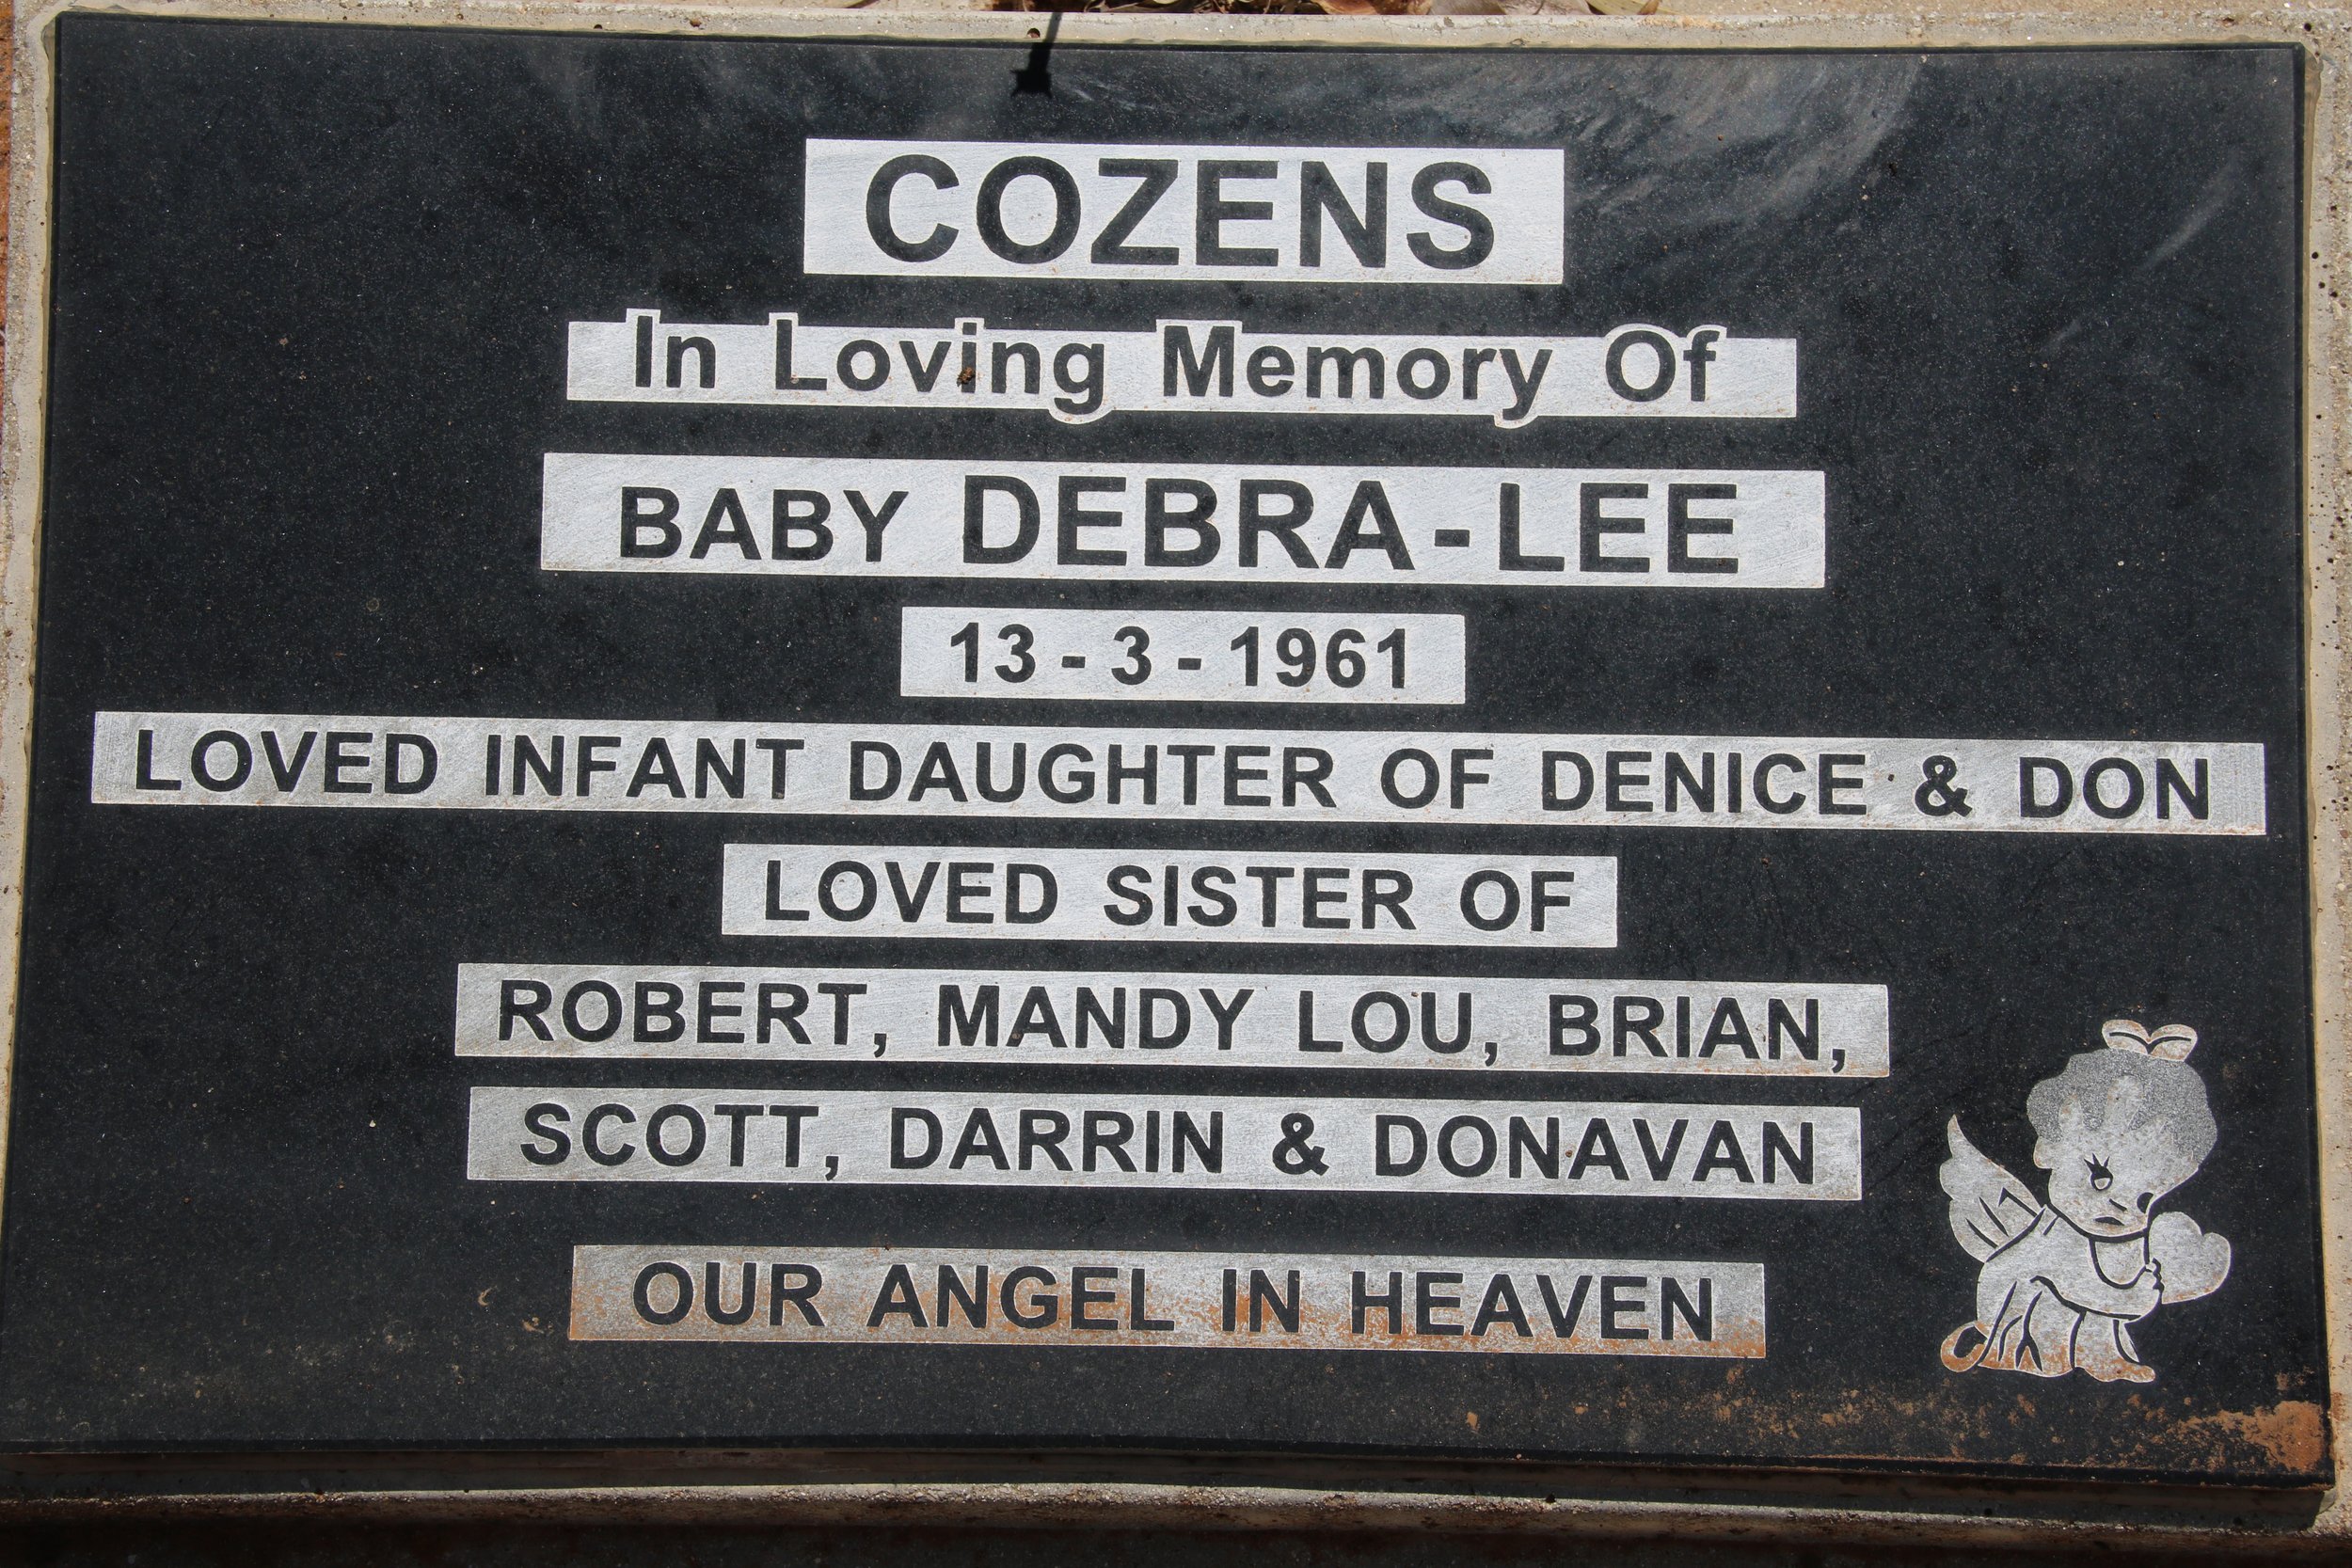 COZENS
In Loving Memory Of
BABY DEBRA-LEE
13 - 3 - 1961
LOVED INFANT DAUGHTER OF DENICE & DON
LOVED SISTER OF
ROBERT, MANDY LOU, BRIAN,
SCOTT, DARRIN & DONAVAN
OUR ANGEL IN HEAVEN